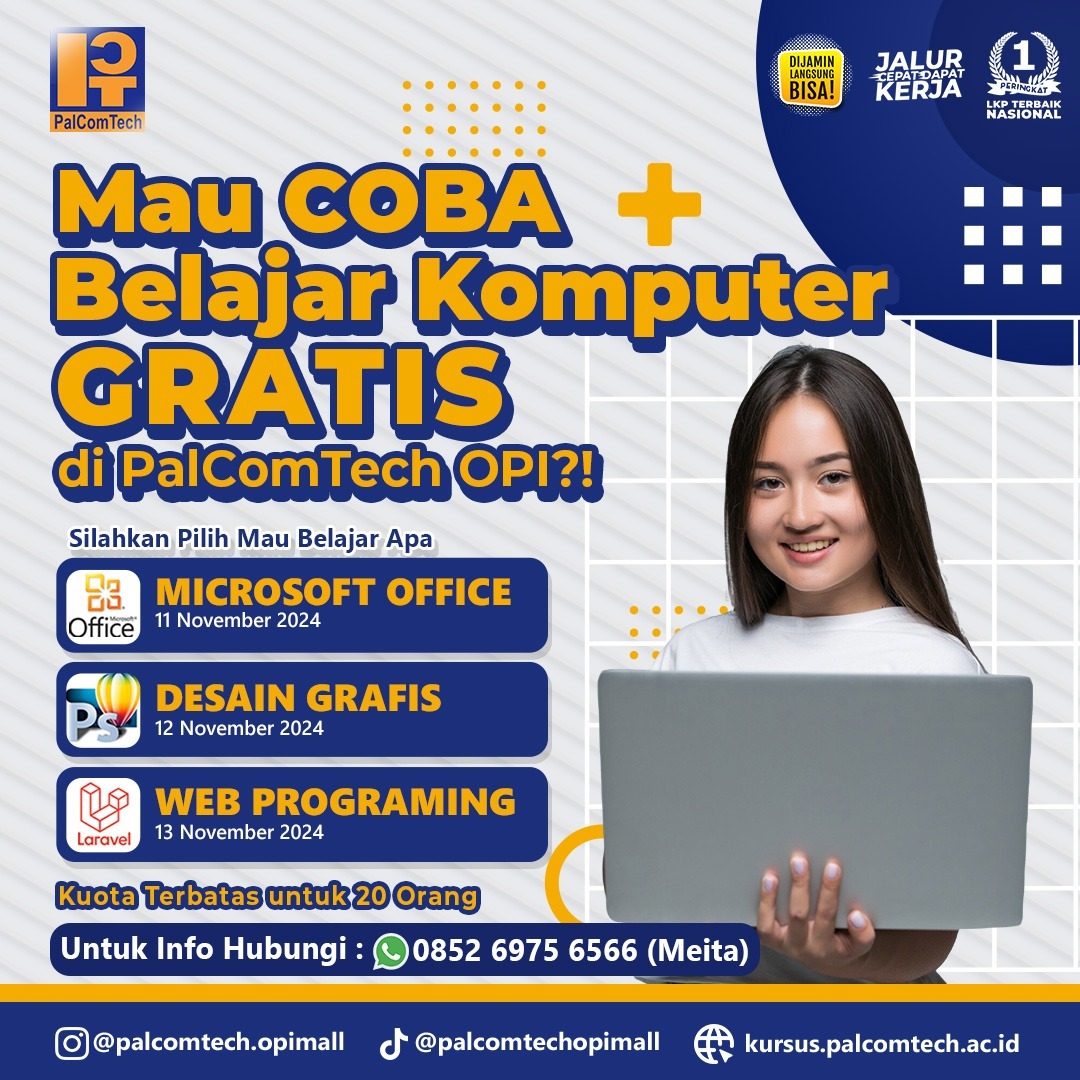 PalComTech
DIJAMIN
LANGSUNG
BISA!
JALUR
CEPAT DAPAT
KERJA
1
PERINGKAT
LKP TERBAIK
NASIONAL
Mau COBA
Belajar Komputer
GRATIS
di PalComTech OPI?!
Silahkan Pilih Mau Belajar Apa
Microsoft
Office
MICROSOFT OFFICE
11 November 2024
Ps
DESAIN GRAFIS
12 November 2024
Laravel
WEB PROGRAMING
13 November 2024
Kuota Terbatas untuk 20 Orang
Untuk Info Hubungi : 0852 6975 6566 (Meita)
@palcomtech.opimall @palcomtechopimall kursus.palcomtech.ac.id